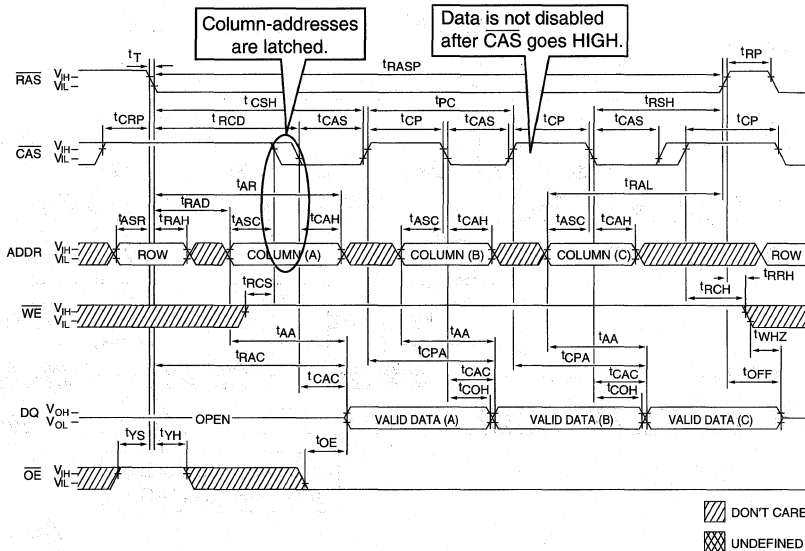 Column-addresses
are latched.
Data is not disabled
after CAS goes HIGH.
tT
tRASP
tRP
RAS VIH
VIL
tCSH
tPC
tRSH
tCRP
tRCD
tCAS
tCP
tCAS
tCP
tCAS
tCP
CAS VIH
VIL
tAR
tRAL
tRAD
tASR
tRAH
tASC
tCAH
tASC
tCAH
tASC
tCAH
ADDR VIH
VIL
ROW
COLUMN (A)
COLUMN (B)
COLUMN (C)
ROW
tRRH
tRCS
tRCH
WE VIH
VIL
tWHZ
tAA
tAA
tAA
tRAC
tCPA
tCPA
tCAC
tCAC
tCAC
tOFF
tCOH
tCOH
DQ VOH
VOL
OPEN
VALID DATA (A)
VALID DATA (B)
VALID DATA (C)
tYS
tYH
tOE
OE VIH
VIL
DON'T CARE
UNDEFINED